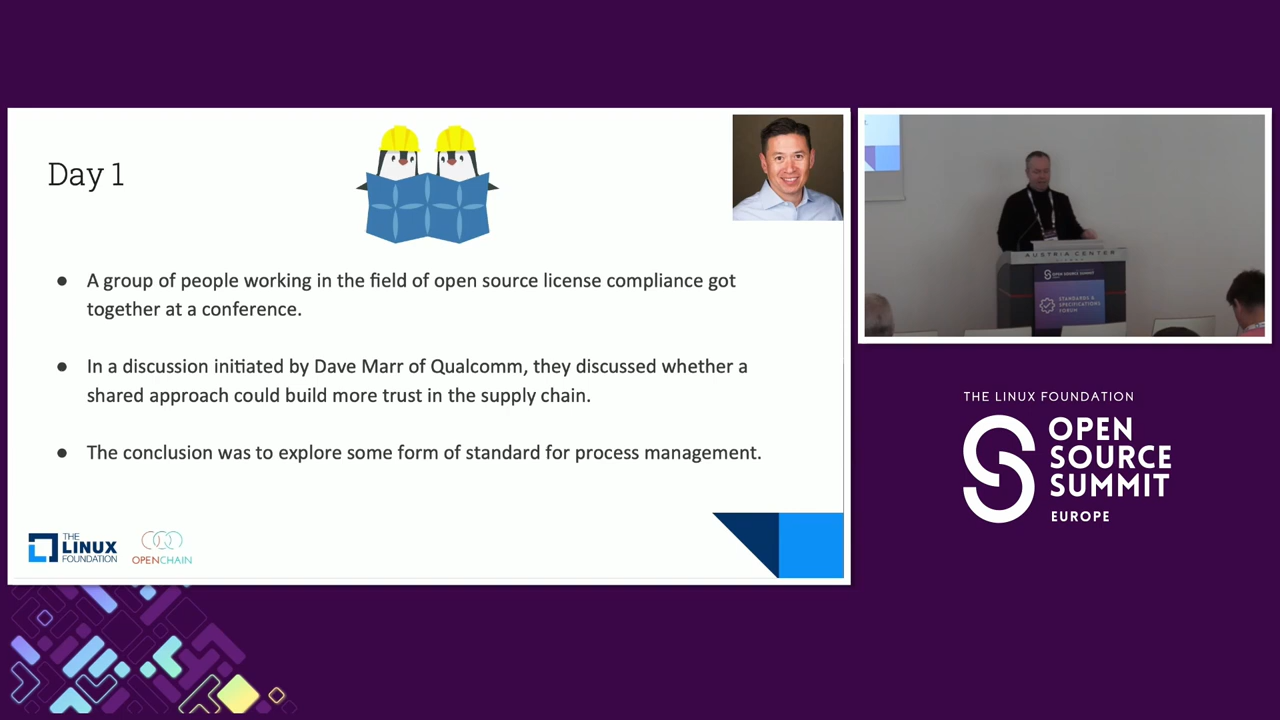 Day 1
● A group of people working in the field of open source license compliance got
together at a conference.
● In a discussion initiated by Dave Marr of Qualcomm, they discussed whether a
shared approach could build more trust in the supply chain.
● The conclusion was to explore some form of standard for process management.
THE
LINUX
FOUNDATION
OPENCHAIN
AUSTRIA CENTER
OPEN SOURCE SUMMIT
STANDARDS &
SPECIFICATIONS
FORUM
THE LINUX FOUNDATION
OPEN
SOURCE
SUMMIT
EUROPE